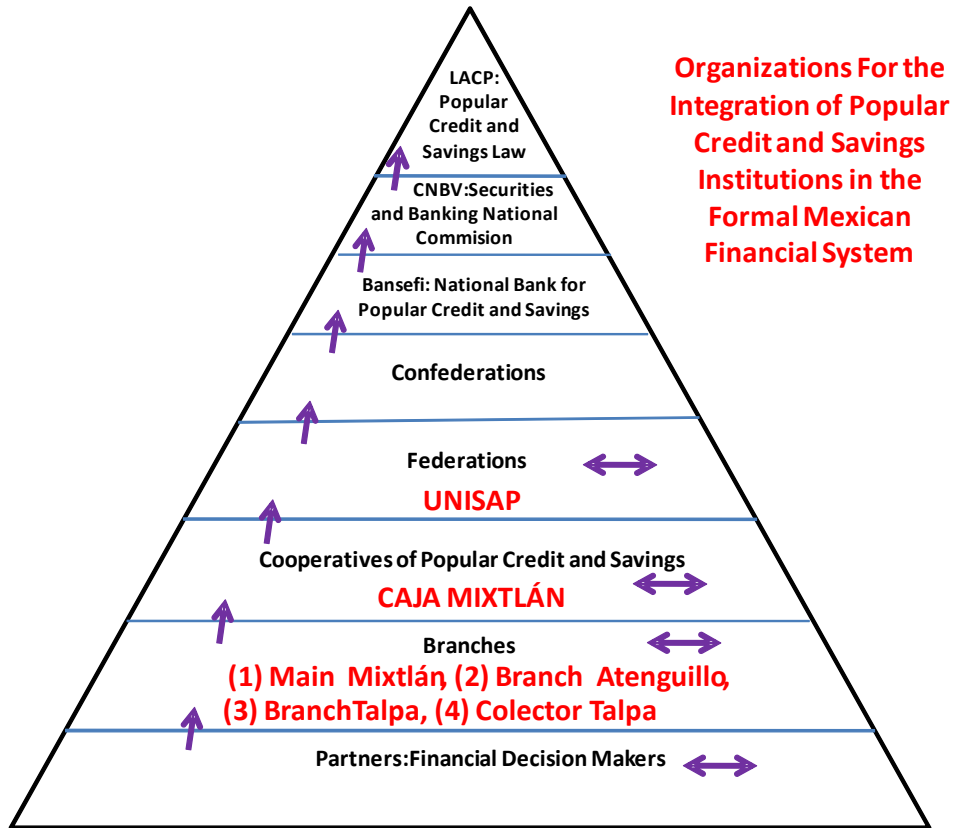 LACP:
Popular
Credit and
Savings Law
Organizations For the
Integration of Popular
Credit and Savings
Institutions in the
Formal Mexican
Financial System
CNBV:Securities
and Banking National
Commision
Bansefi: National Bank for
Popular Credit and Savings
Confederations
Federations
UNISAP
Cooperatives of Popular Credit and Savings
CAJA MIXTLÁN
Branches
(1) Main Mixtlán, (2) Branch Atenguillo,
(3) BranchTalpa, (4) Colector Talpa
Partners:Financial Decision Makers